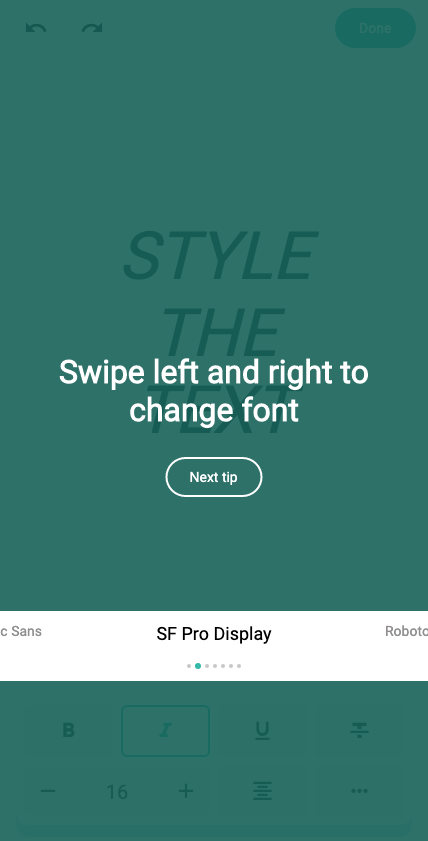 Done
STYLE
THE
TEXT
Swipe left and right to
change font
Next tip
c Sans
SF Pro Display
Roboto
B I U
16